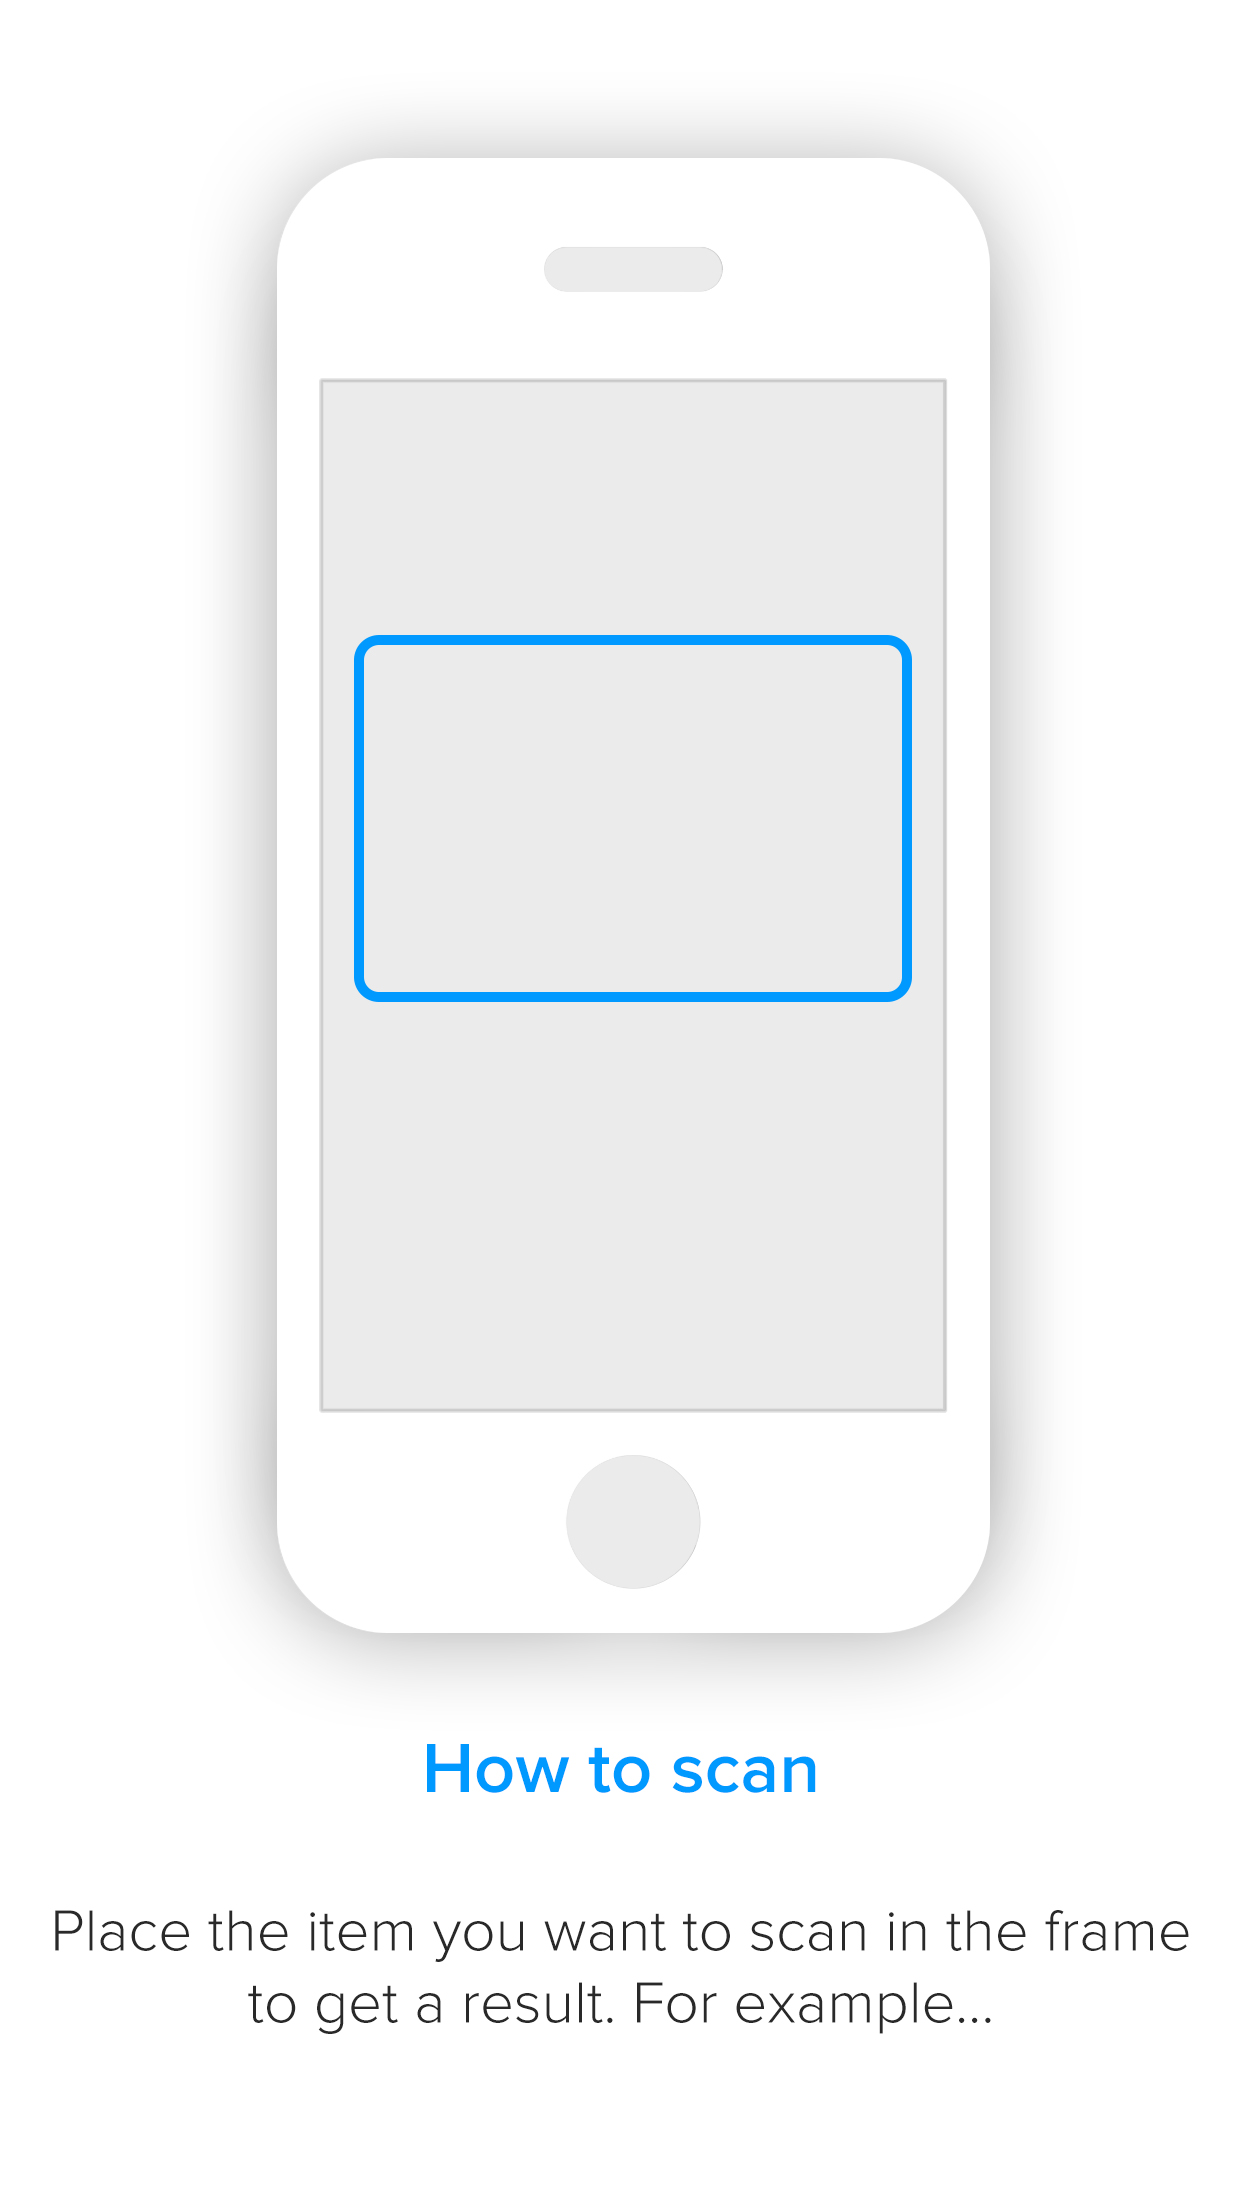 How to scan
Place the item you want to scan in the frame
to get a result. For example...